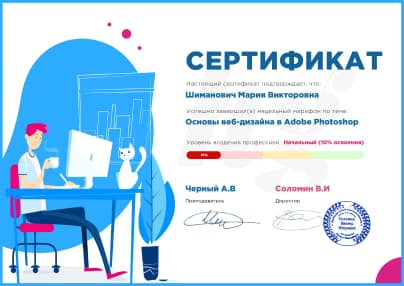 СЕРТИФИКАТ
Настоящий сертификат подтверждает, что:
Шиманович Мария Викторовна
Успешно завершил(а) недельный марафон по теме:
Основы веб-дизайна в Adobe Photoshop
Уровень владения профессией: Начальный (10% освоения)
10%
Черный А.В Соломин В.И
Преподаватель Директор